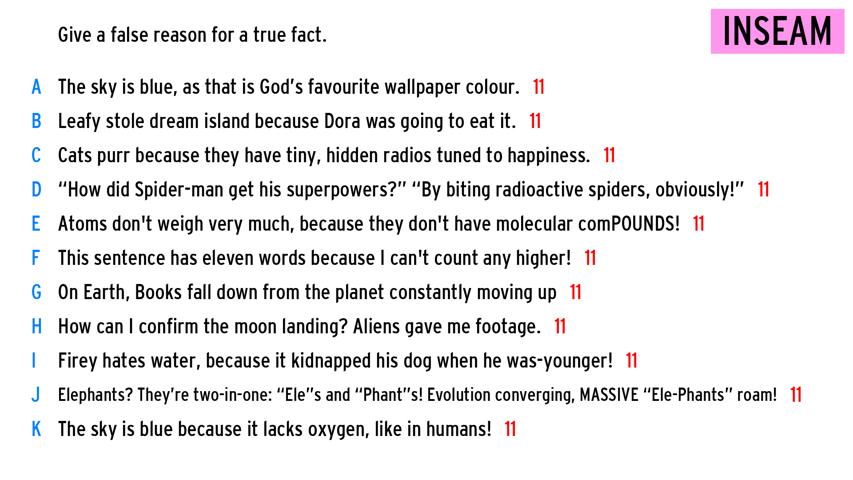 Give a false reason for a true fact.
INSEAM
A The sky is blue, as that is God's favourite wallpaper colour. 11
B Leafy stole dream island because Dora was going to eat it. 11
C Cats purr because they have tiny, hidden radios tuned to happiness. 11
D “How did Spider-man get his superpowers?” “By biting radioactive spiders, obviously!” 11
E Atoms don't weigh very much, because they don't have molecular comPOUNDS! 11
F This sentence has eleven words because I can't count any higher! 11
G On Earth, Books fall down from the planet constantly moving up 11
H How can I confirm the moon landing? Aliens gave me footage. 11
I Firey hates water, because it kidnapped his dog when he was-younger! 11
J Elephants? They're two-in-one: “Ele”s and “Phant”s! Evolution converging, MASSIVE “Ele-Phants” roam! 11
K The sky is blue because it lacks oxygen, like in humans! 11